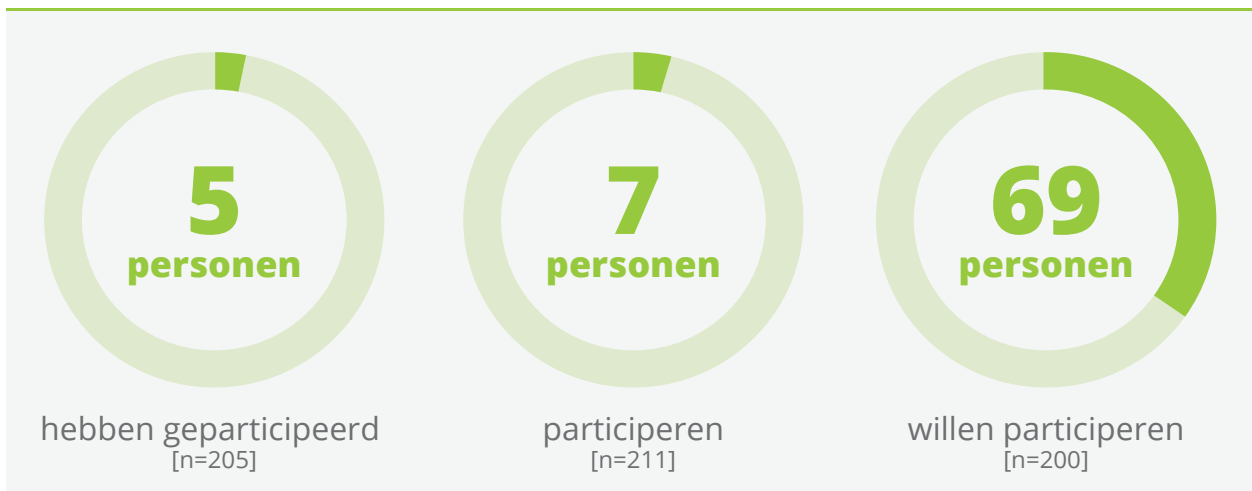 5
personen
hebben geparticipeerd
[n=205]
7
personen
participeren
[n=211]
69
personen
willen participeren
[n=200]